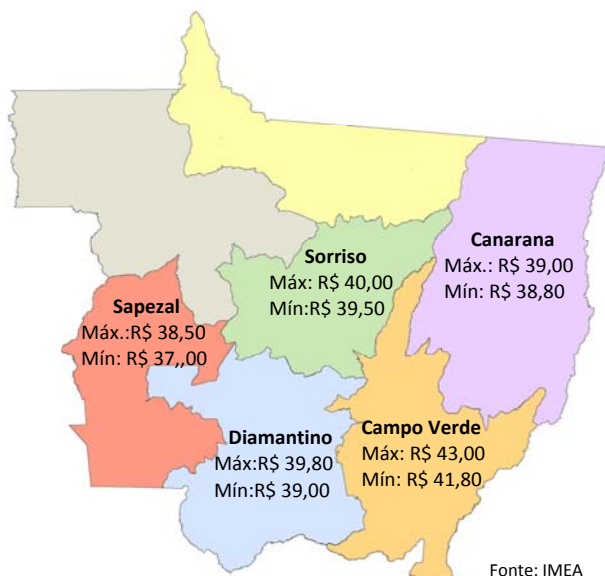 Sorriso
Máx: R$ 40,00
Mín:R$ 39,50
Canarana
Máx.: R$ 39,00
Mín: R$ 38,80
Sapezal
Máx.:R$ 38,50
Mín: R$ 37,,00
Diamantino
Máx:R$ 39,80
Mín:R$ 39,00
Campo Verde
Máx: R$ 43,00
Mín: R$ 41,80
Fonte: IMEA